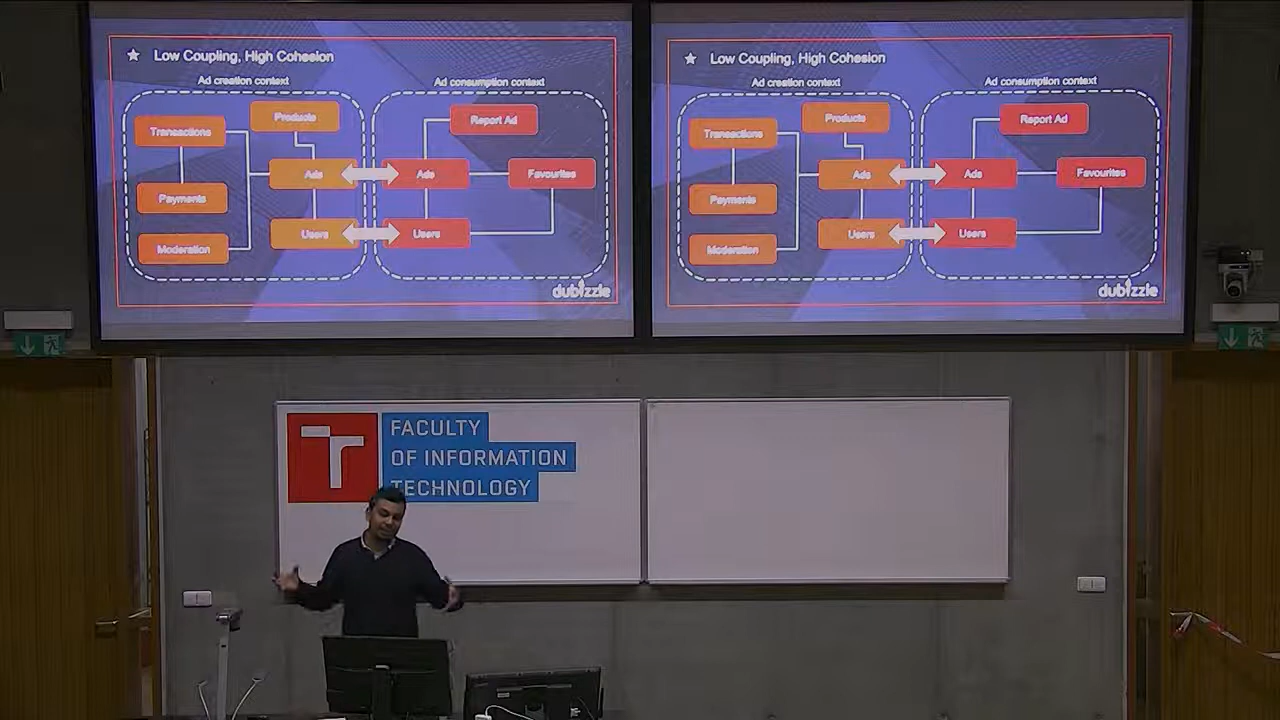 Low Coupling, High Cohesion
Ad creation context
Ad consumption context
Products
Report Ad
Transactions
Ads
Ads
Favourites
Payments
Users
Users
Moderation
dubizzle
Low Coupling, High Cohesion
Ad creation context
Ad consumption context
Products
Report Ad
Transactions
Ads
Ads
Favourites
Payments
Users
Users
Moderation
dubizzle
T
FACULTY
OF INFORMATION
TECHNOLOGY